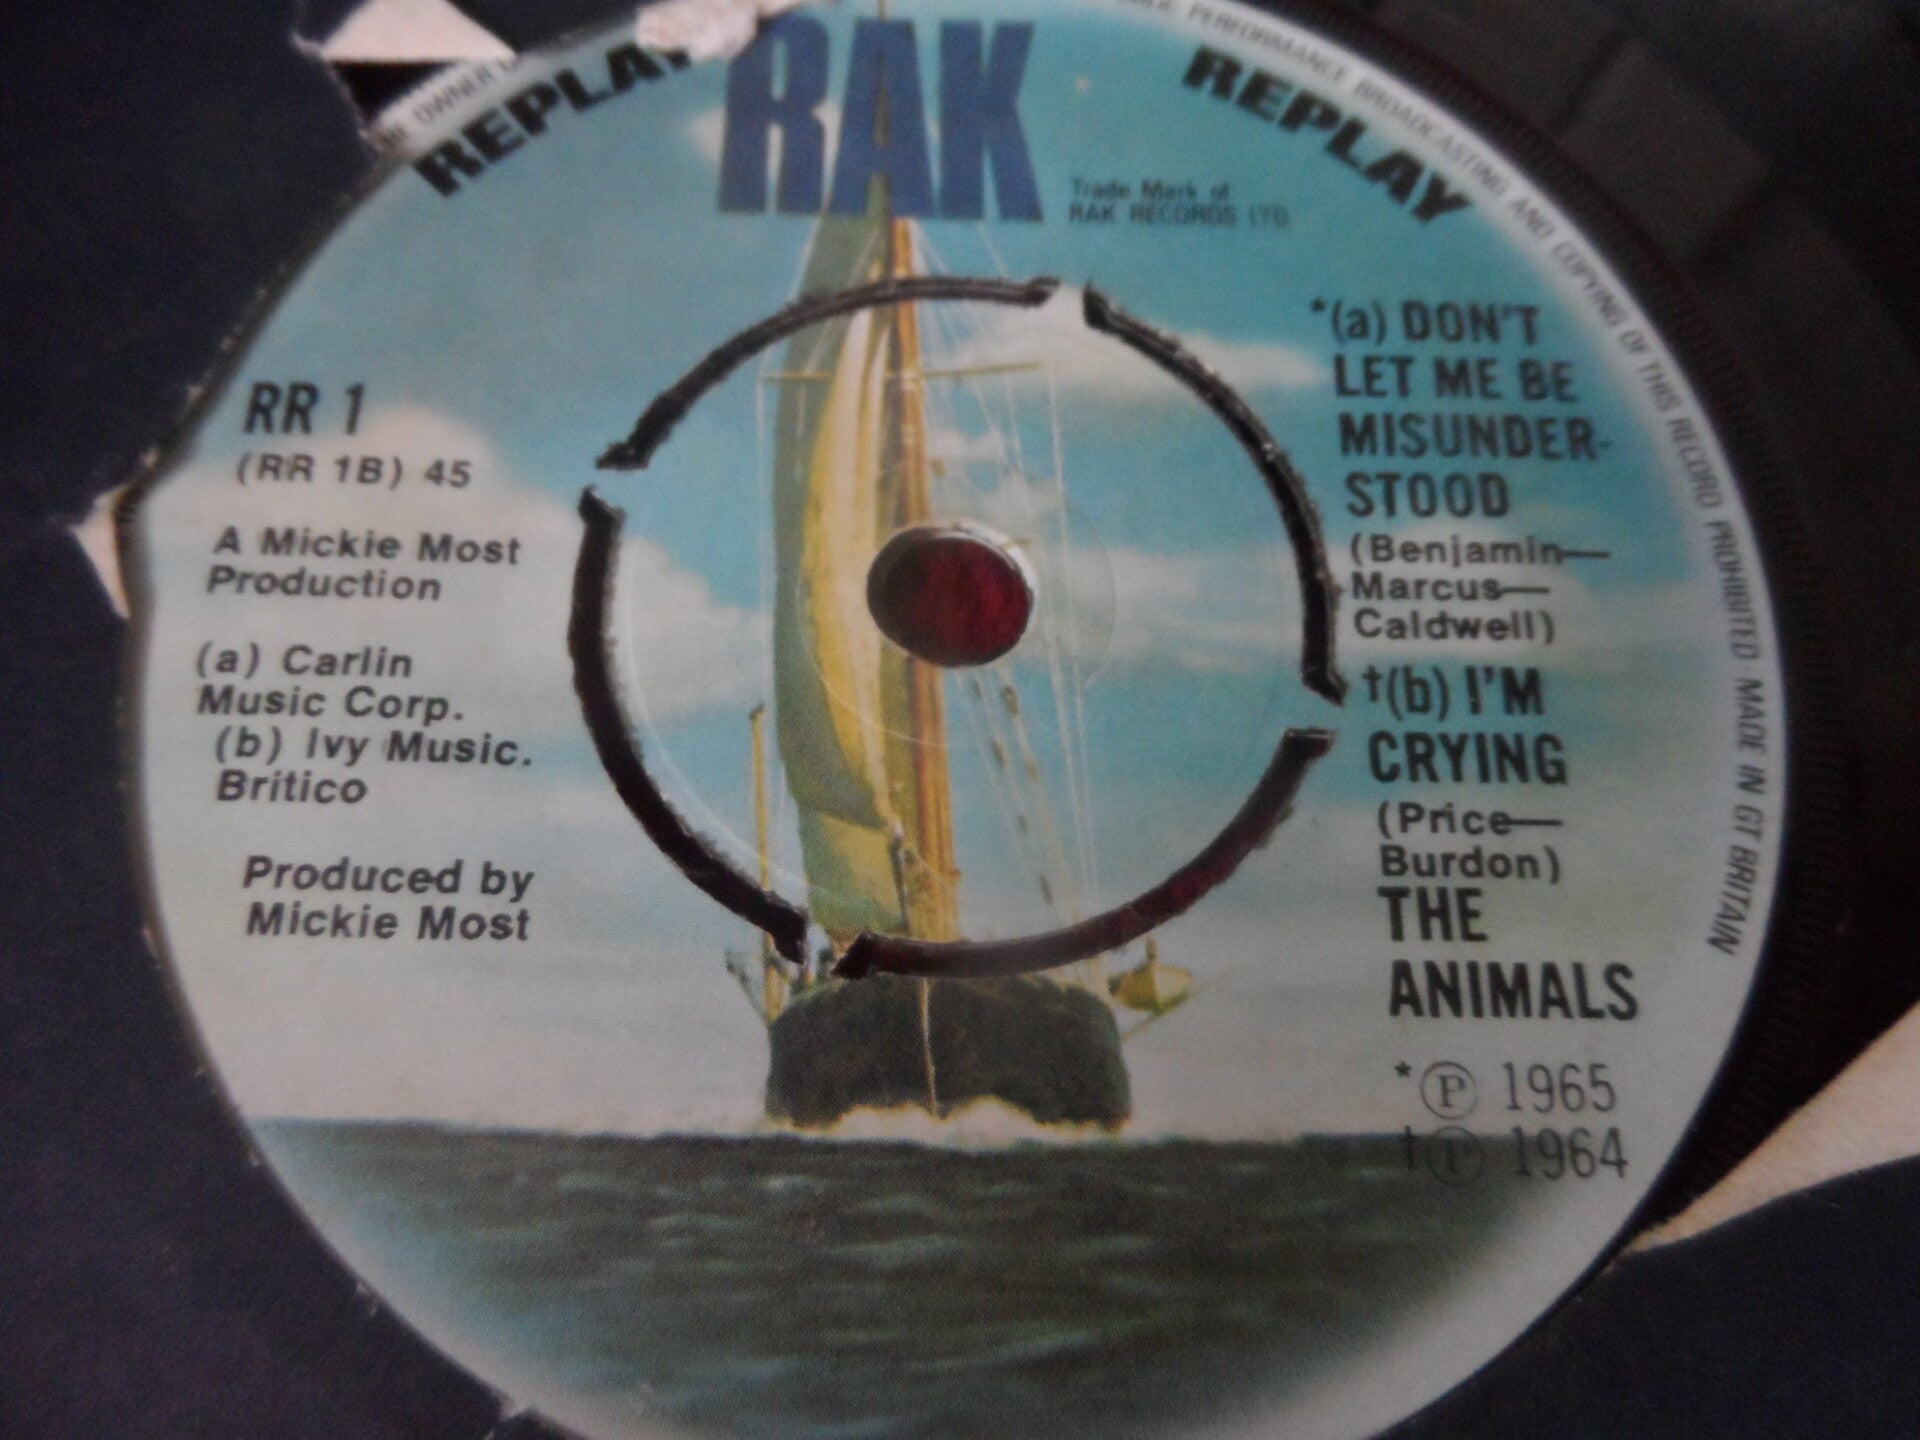 OWNER
REPLAY
RAK
REPLAY
Trade Mark of
RAK RECORDS LTD
PERFORMANCE BROADCASTING AND COPYING OF THIS RECORD PROHIBITED MADE IN GT BRITAIN
RR 1
(RR 1B) 45
A Mickie Most
Production
(a) Carlin
Music Corp.
(b) Ivy Music.
Britico
Produced by
Mickie Most
*(a) DON'T
LET ME BE
MISUNDER-
STOOD
(Benjamin—
Marcus—
Caldwell)
†(b) I'M
CRYING
(Price—
Burdon)
THE
ANIMALS
*℗ 1965
†℗ 1964